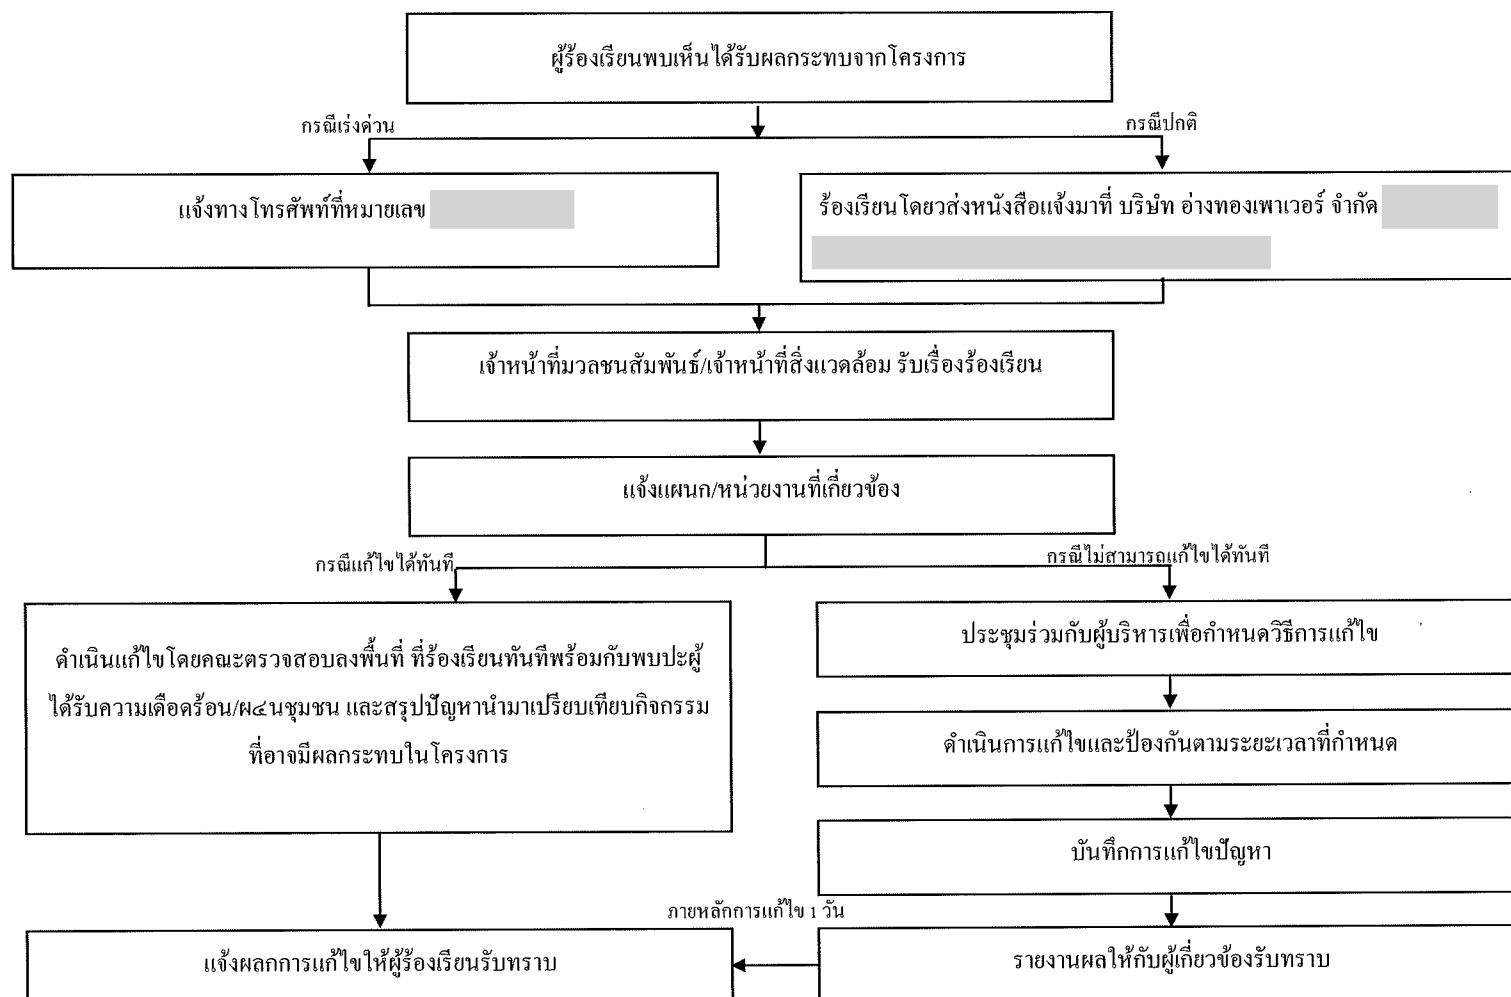 ผู้ร้องเรียนพบเห็นได้รับผลกระทบจากโครงการ
กรณีเร่งด่วน
กรณีปกติ
แจ้งทางโทรศัพท์ที่หมายเลข
ร้องเรียนโดยวส่งหนังสือแจ้งมาที่ บริษัท อ่างทองเพาเวอร์ จำกัด
เจ้าหน้าที่มวลชนสัมพันธ์/เจ้าหน้าที่สิ่งแวดล้อม รับเรื่องร้องเรียน
แจ้งแผนก/หน่วยงานที่เกี่ยวข้อง
กรณีแก้ไขได้ทันที
กรณีไม่สามารถแก้ไขได้ทันที
ดำเนินแก้ไขโดยคณะตรวจสอบลงพื้นที่ ที่ร้องเรียนทันทีพร้อมกับพบปะผู้
ได้รับความเดือดร้อน/ผ๔นชุมชน และสรุปปัญหานำมาเปรียบเทียบกิจกรรม
ที่อาจมีผลกระทบในโครงการ
ประชุมร่วมกับผู้บริหารเพื่อกำหนดวิธีการแก้ไข
ดำเนินการแก้ไขและป้องกันตามระยะเวลาที่กำหนด
บันทึกการแก้ไขปัญหา
ภายหลักการแก้ไข 1 วัน
แจ้งผลกการแก้ไขให้ผู้ร้องเรียนรับทราบ
รายงานผลให้กับผู้เกี่ยวข้องรับทราบ